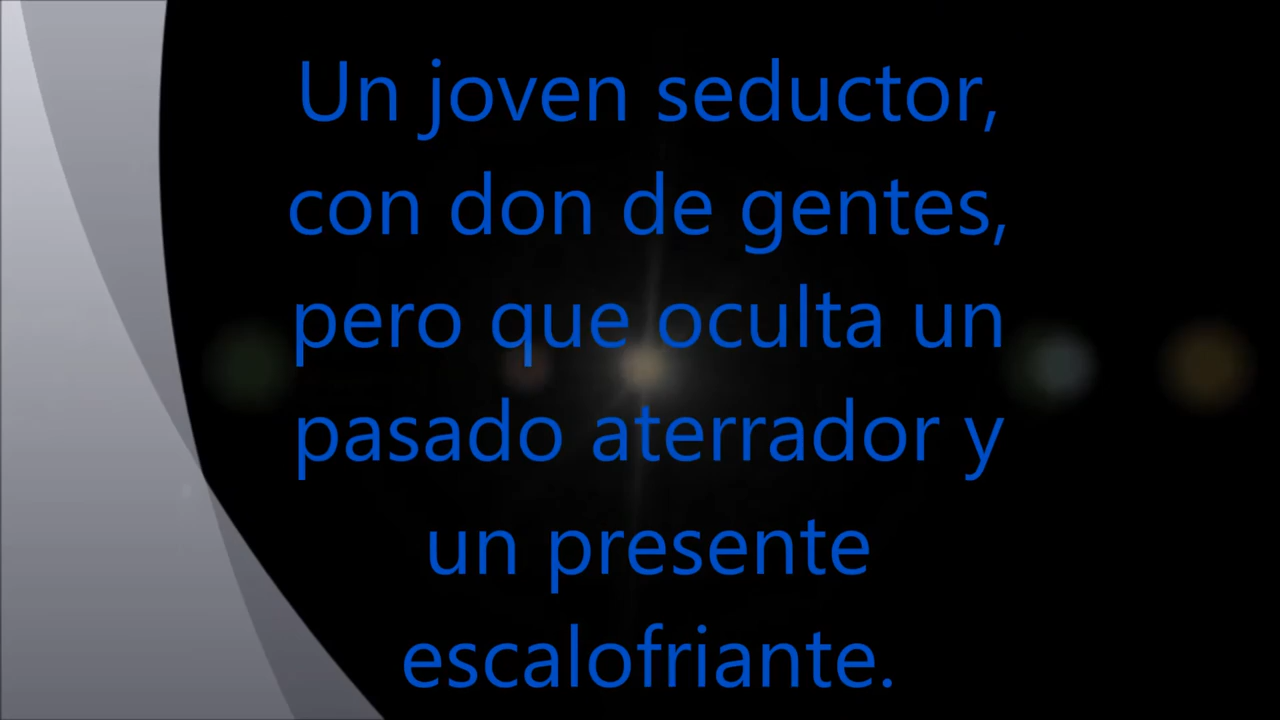 Un joven seductor,
con don de gentes,
pero que oculta un
pasado aterrador y
un presente
escalofriante.